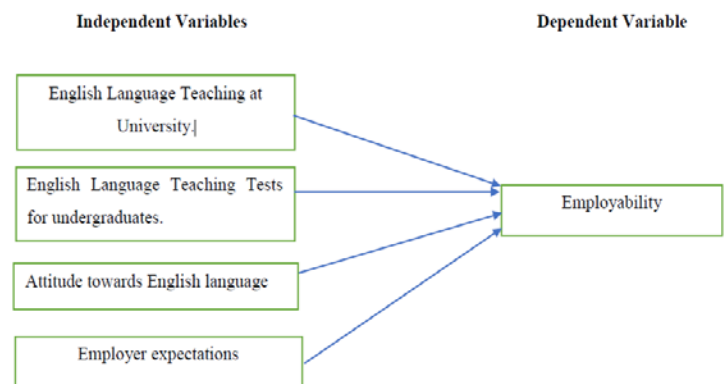 Independent Variables
Dependent Variable
English Language Teaching at
University.
English Language Teaching Tests
for undergraduates.
Attitude towards English language
Employer expectations
Employability